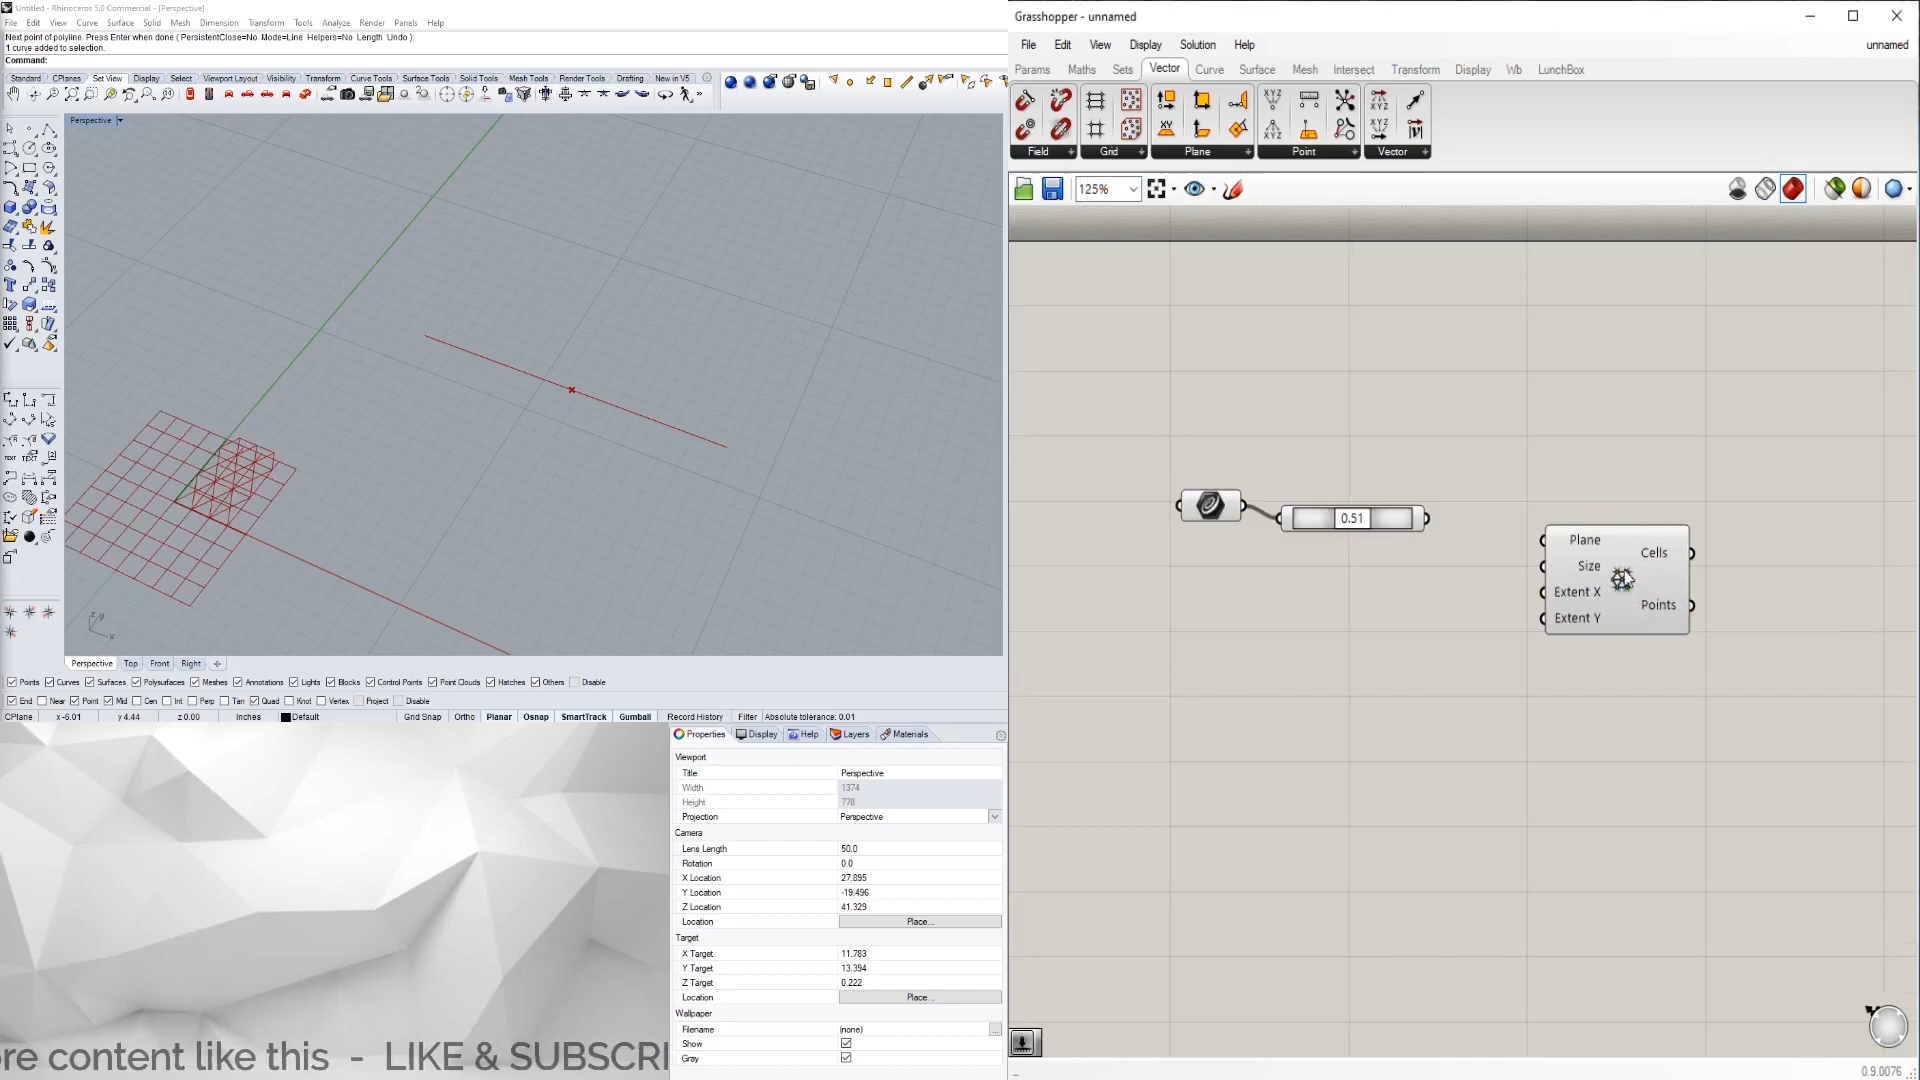 Untitled - Rhinoceros 5.0 Commercial - [Perspective]
File Edit View Curve Surface Solid Mesh Dimension Transform Tools Analyze Render Panels Help
Next point of polyline. Press Enter when done ( PersistentClose=No Mode=Line Helpers=No Length Undo ):
1 curve added to selection.
Command:
Standard CPlanes Set View Display Select Viewport Layout Visibility Transform Curve Tools Surface Tools Solid Tools Mesh Tools Render Tools Drafting New in V5
Perspective
z y
x
Perspective Top Front Right
Points Curves Surfaces Polysurfaces Meshes Annotations Lights Blocks Control Points Point Clouds Hatches Others Disable
End Near Point Mid Cen Int Perp Tan Quad Knot Vertex Project Disable
CPlane x -6.01 y 4.44 z 0.00 Inches Default Grid Snap Ortho Planar Osnap SmartTrack Gumball Record History Filter Absolute tolerance: 0.01
Properties Display Help Layers Materials
Viewport
Title Perspective
Width 1374
Height 778
Projection Perspective
Camera
Lens Length 50.0
Rotation 0.0
X Location 27.895
Y Location -19.496
Z Location 41.329
Location Place...
Target
X Target 11.783
Y Target 13.394
Z Target 0.222
Location Place...
Wallpaper
Filename (none) ...
Show
Gray
re content like this - LIKE & SUBSCRI
Grasshopper - unnamed
File Edit View Display Solution Help unnamed
Params Maths Sets Vector Curve Surface Mesh Intersect Transform Display Wb LunchBox
Field Grid Plane Point Vector
125%
0.51
Plane
Size
Extent X
Extent Y
Cells
Points
0.9.0076